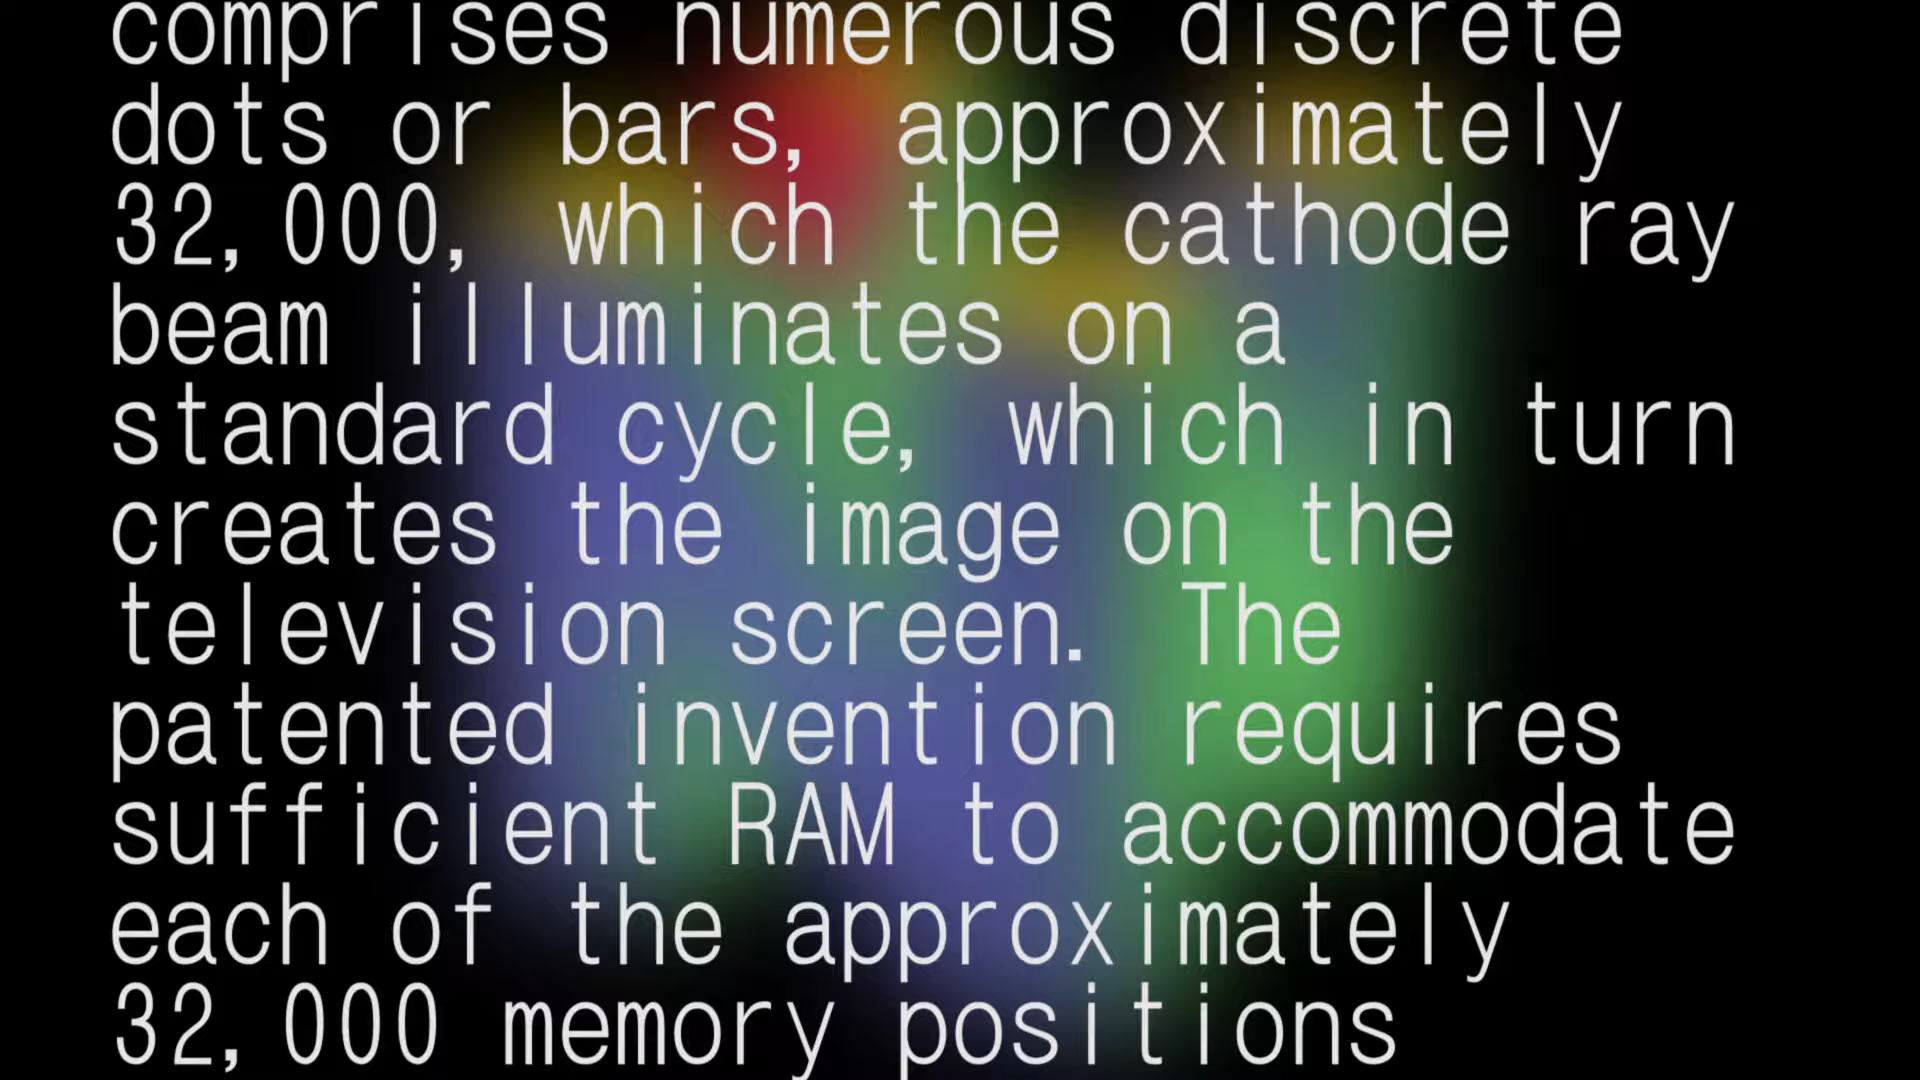 comprises numerous discrete
dots or bars, approximately
32,000, which the cathode ray
beam illuminates on a
standard cycle, which in turn
creates the image on the
television screen. The
patented invention requires
sufficient RAM to accommodate
each of the approximately
32,000 memory positions